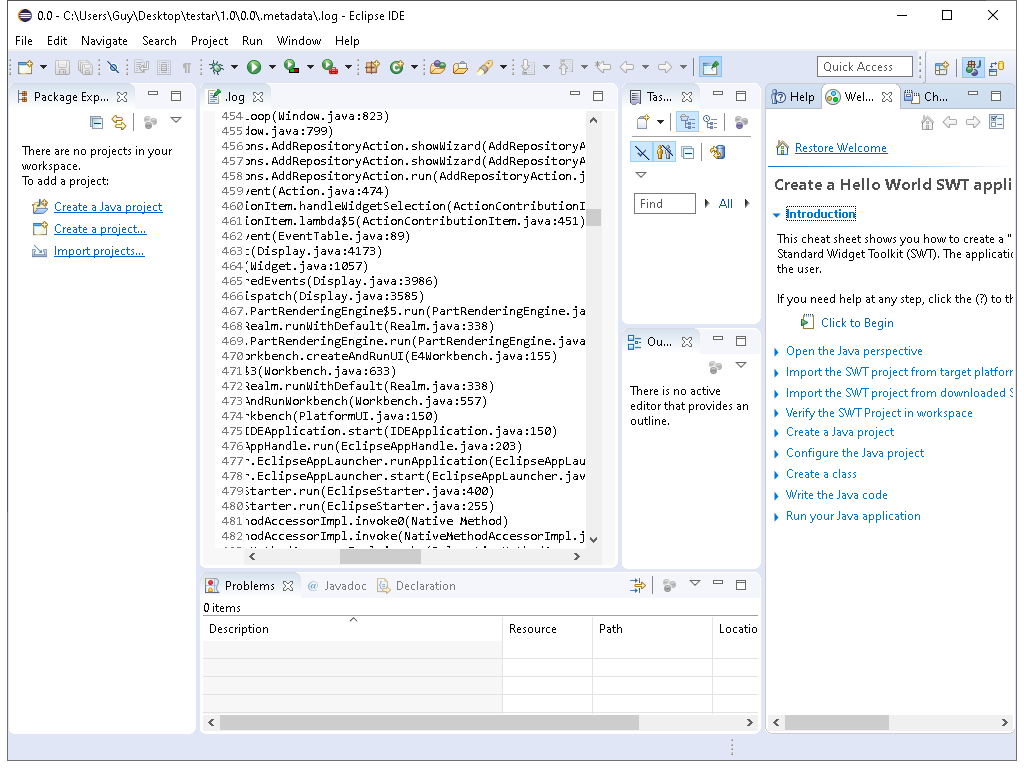 0.0 - C:\Users\Guy\Desktop\testar\1.0\0.0\.metadata\.log - Eclipse IDE
File Edit Navigate Search Project Run Window Help
Quick Access
Package Exp...
There are no projects in your
workspace.
To add a project:
Create a Java project
Create a project...
Import projects...
.log
454 Loop(Window.java:823)
455 dow.java:799)
456 ons.AddRepositoryAction.showWizard(AddRepositoryA
457 ons.AddRepositoryAction.showWizard(AddRepositoryA
458 ons.AddRepositoryAction.run(AddRepositoryAction.j
459 vent(Action.java:474)
460 ionItem.handleWidgetSelection(ActionContributionI
461 ionItem.lambda$5(ActionContributionItem.java:451)
462 vent(EventTable.java:89)
463 t(Display.java:4173)
464 (Widget.java:1057)
465 redEvents(Display.java:3986)
466 ispatch(Display.java:3585)
467 .PartRenderingEngine$5.run(PartRenderingEngine.ja
468 Realm.runWithDefault(Realm.java:338)
469 .PartRenderingEngine.run(PartRenderingEngine.java
470 orkbench.createAndRunUI(E4Workbench.java:155)
471 $3(Workbench.java:633)
472 Realm.runWithDefault(Realm.java:338)
473 AndRunWorkbench(Workbench.java:557)
474 rkbench(PlatformUI.java:150)
475 IDEApplication.start(IDEApplication.java:150)
476 AppHandle.run(EclipseAppHandle.java:203)
477 .EclipseAppLauncher.runApplication(EclipseAppLau
478 .EclipseAppLauncher.start(EclipseAppLauncher.jav
479 Starter.run(EclipseStarter.java:400)
480 Starter.run(EclipseStarter.java:255)
481 hodAccessorImpl.invoke0(Native Method)
482 hodAccessorImpl.invoke(NativeMethodAccessorImpl.j
Tas...
Find
All
Ou...
There is no active
editor that provides an
outline.
Help Wel... Ch...
Restore Welcome
Create a Hello World SWT appli
Introduction
This cheat sheet shows you how to create a "
Standard Widget Toolkit (SWT). The applicatio
the user.
If you need help at any step, click the (?) to th
Click to Begin
Open the Java perspective
Import the SWT project from target platforr
Import the SWT project from downloaded S
Verify the SWT Project in workspace
Create a Java project
Configure the Java project
Create a class
Write the Java code
Run your Java application
Problems @ Javadoc Declaration
0 items
Description Resource Path Locatio